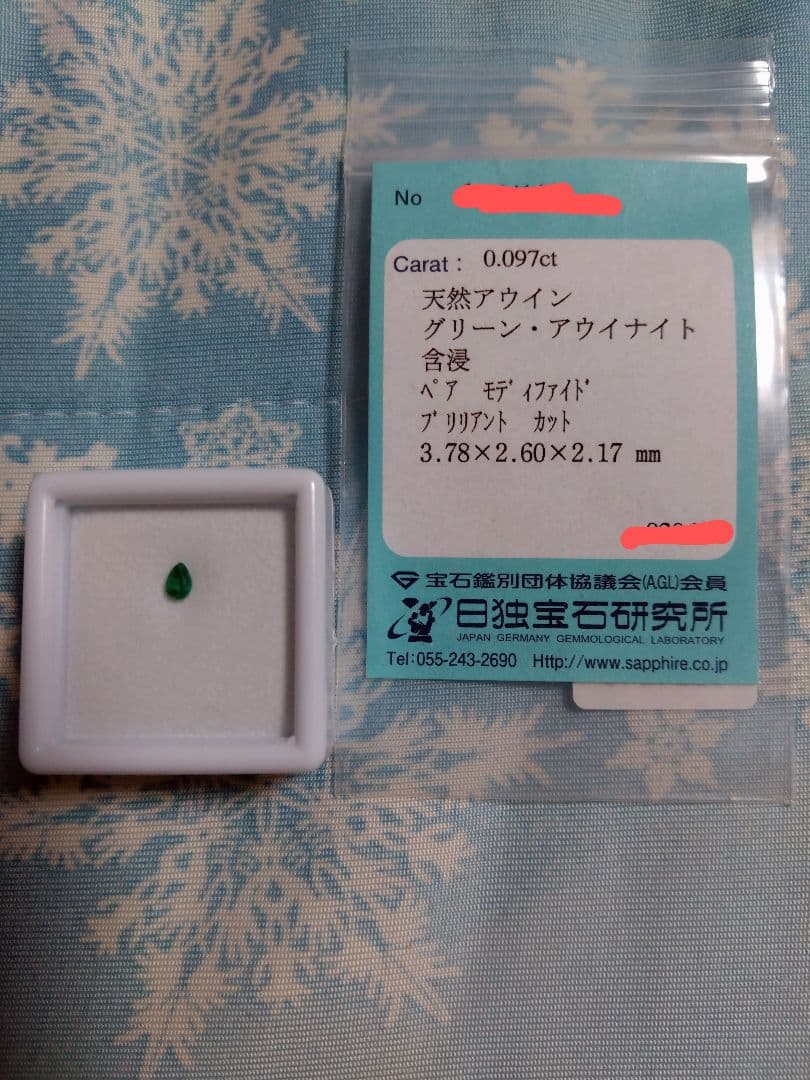 No
Carat : 0.097ct
天然アウイン
グリーン・アウイナイト
含浸
ﾍﾟｱ ﾓﾃﾞｨﾌｧｲﾄﾞ
ﾌﾞﾘﾘｱﾝﾄ ｶｯﾄ
3.78×2.60×2.17 mm
宝石鑑別団体協議会(AGL)会員
日独宝石研究所
JAPAN GERMANY GEMMOLOGICAL LABORATORY
Tel:055-243-2690 Http://www.sapphire.co.jp